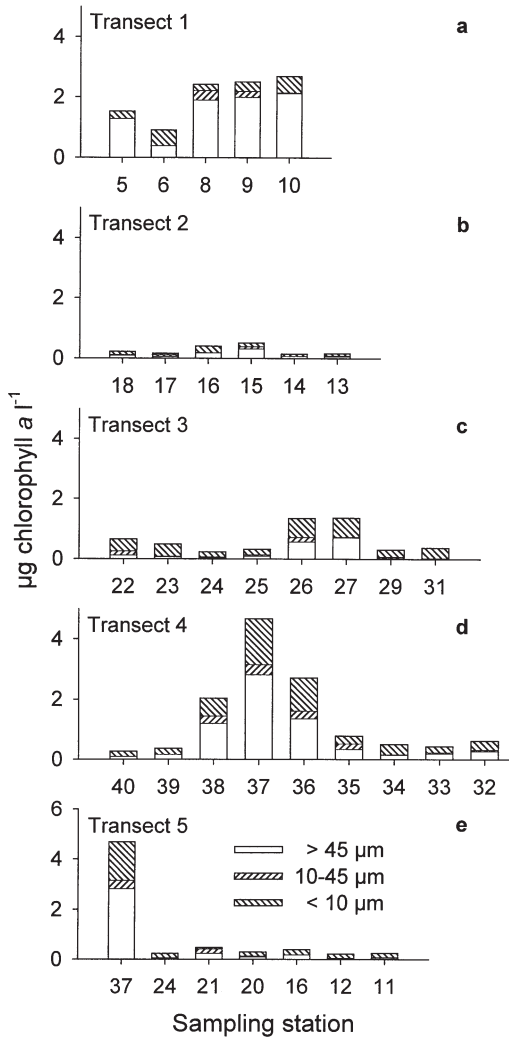 Transect 1 a
4
2
0
5 6 8 9 10
Transect 2 b
4
2
0
18 17 16 15 14 13
µg chlorophyll a l-1
Transect 3 c
4
2
0
22 23 24 25 26 27 29 31
Transect 4 d
4
2
0
40 39 38 37 36 35 34 33 32
6
Transect 5 e
> 45 µm
4
10-45 µm
< 10 µm
2
0
37 24 21 20 16 12 11
Sampling station